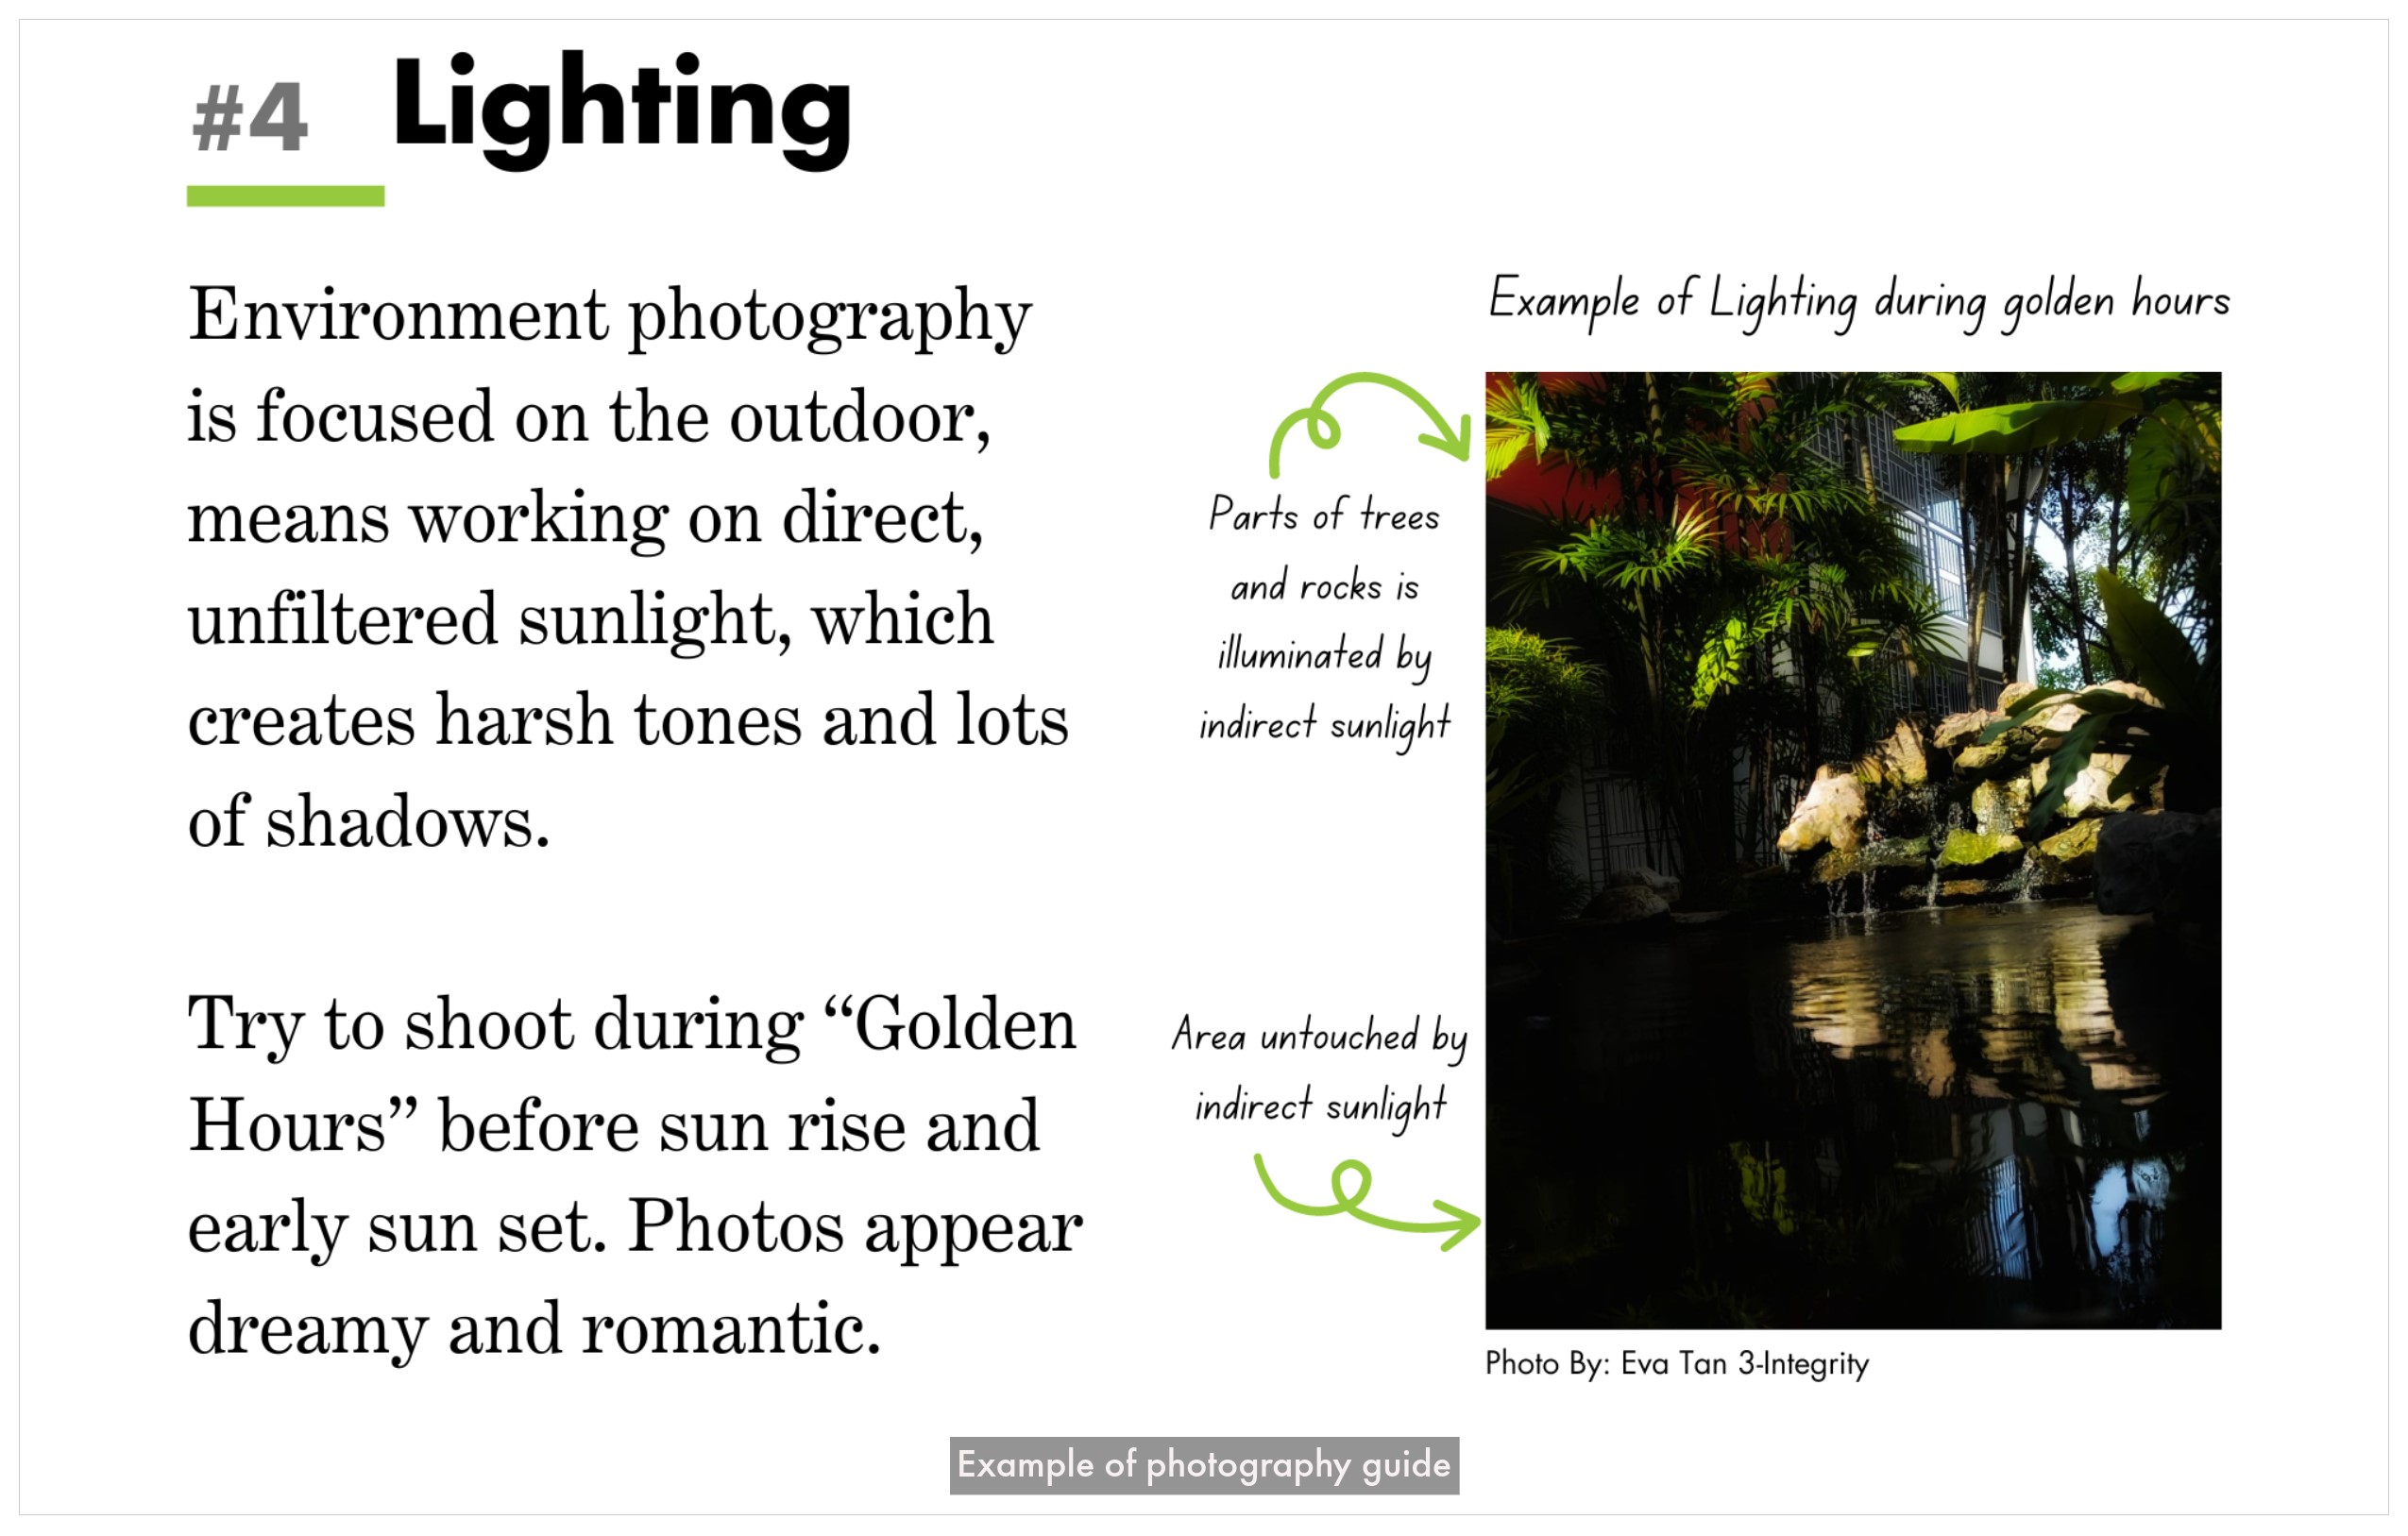 #4 Lighting
Environment photography
is focused on the outdoor,
means working on direct,
unfiltered sunlight, which
creates harsh tones and lots
of shadows.
Try to shoot during “Golden
Hours” before sun rise and
early sun set. Photos appear
dreamy and romantic.
Example of Lighting during golden hours
Parts of trees
and rocks is
illuminated by
indirect sunlight
Area untouched by
indirect sunlight
Photo By: Eva Tan 3-Integrity
Example of photography guide